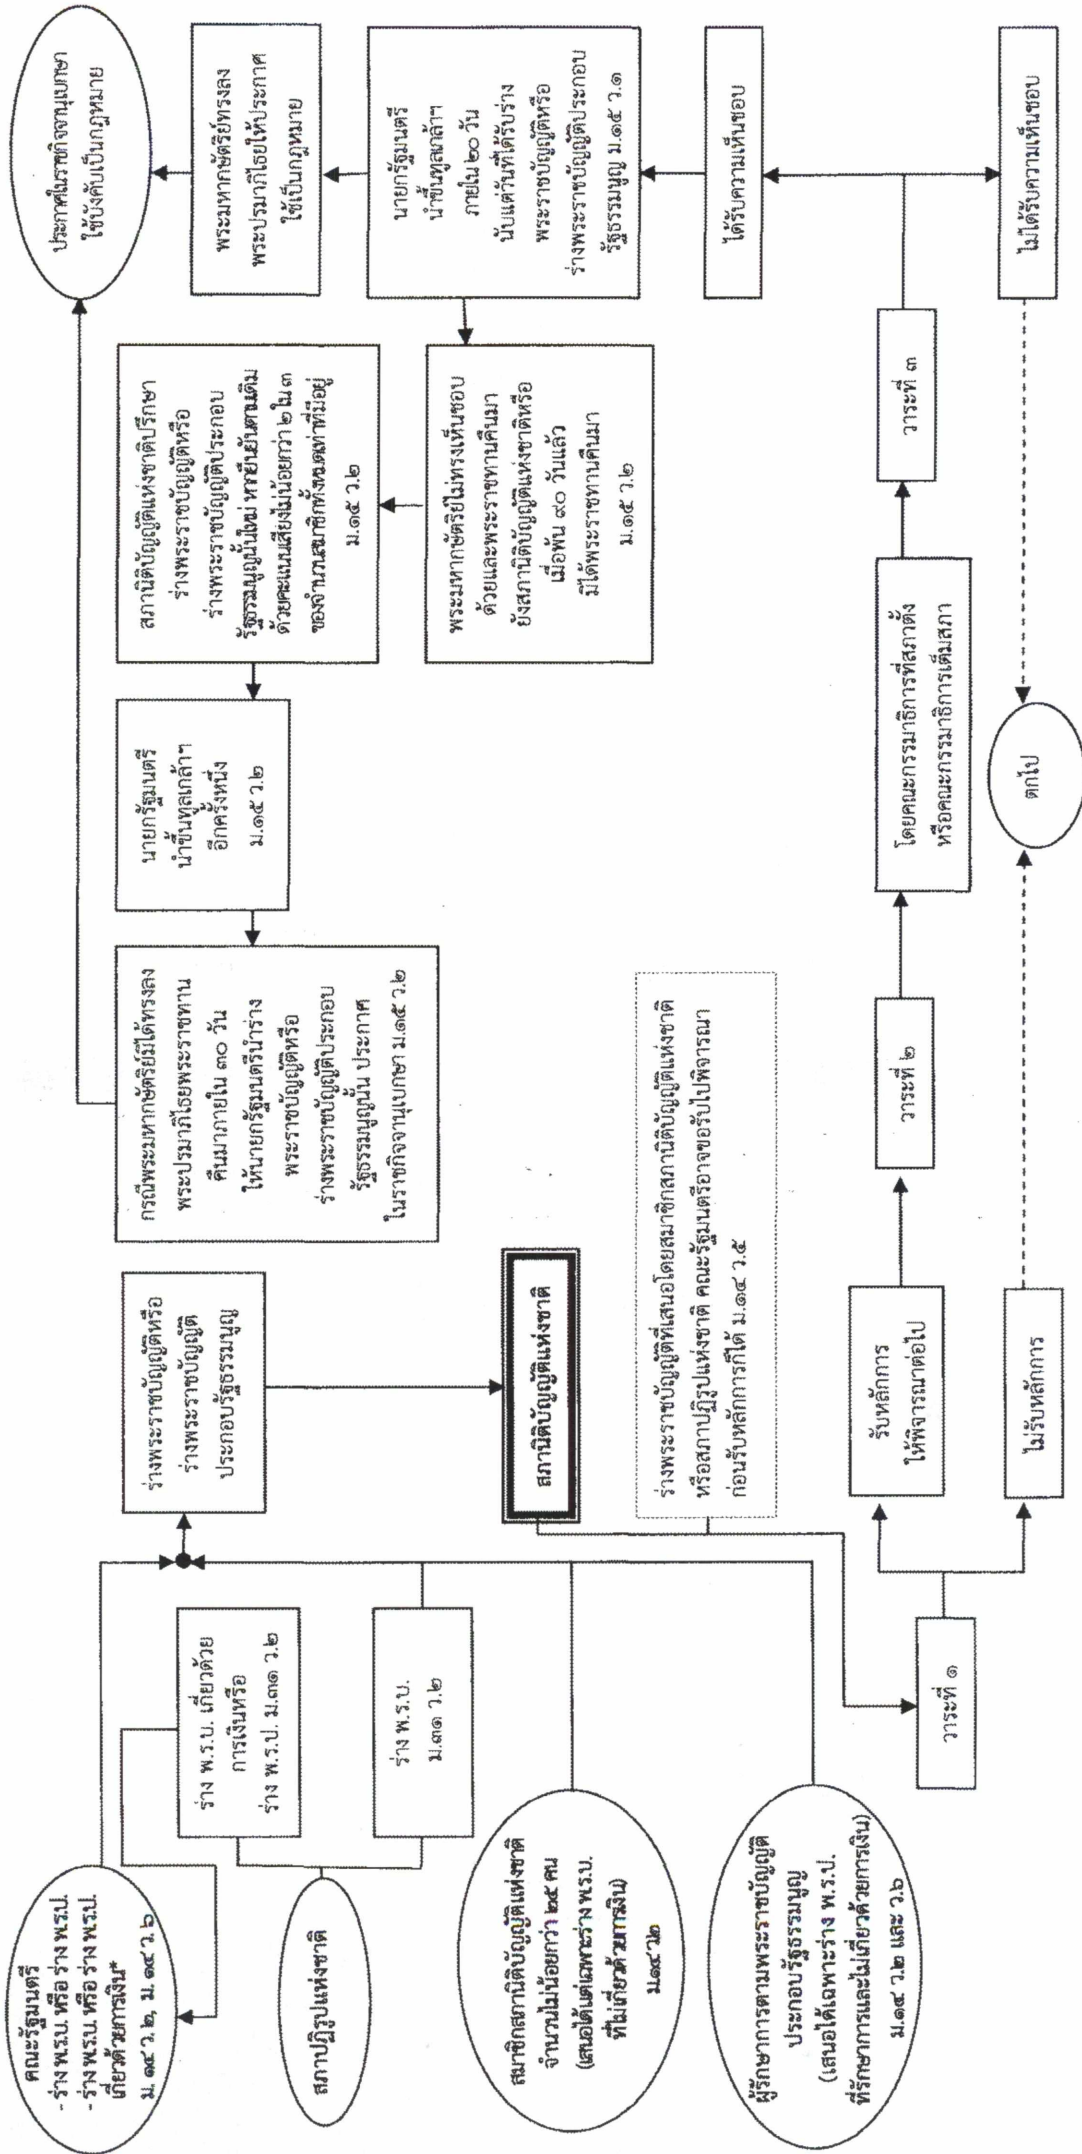 คณะรัฐมนตรี
- ร่าง พ.ร.บ. หรือ ร่าง พ.ร.ป.
- ร่าง พ.ร.บ. หรือ ร่าง พ.ร.ป.
เกี่ยวด้วยการเงิน*
ม. ๑๔ ว.๒, ม. ๑๔ ว.๖
สภาปฏิรูปแห่งชาติ
สมาชิกสภานิติบัญญัติแห่งชาติ
จำนวนไม่น้อยกว่า ๒๕ คน
(เสนอได้แต่เฉพาะร่าง พ.ร.บ.
ที่ไม่เกี่ยวด้วยการเงิน)
ม.๑๔ ว.๒
ผู้รักษาการตามพระราชบัญญัติ
ประกอบรัฐธรรมนูญ
(เสนอได้เฉพาะร่าง พ.ร.ป.
ที่รักษาการและไม่เกี่ยวด้วยการเงิน)
ม.๑๔ ว.๒ และ ว.๖
ร่าง พ.ร.บ. เกี่ยวด้วย
การเงินหรือ
ร่าง พ.ร.ป. ม.๓๑ ว.๒
ร่าง พ.ร.บ.
ม.๓๑ ว.๒
ร่างพระราชบัญญัติหรือ
ร่างพระราชบัญญัติ
ประกอบรัฐธรรมนูญ
สภานิติบัญญัติแห่งชาติ
ร่างพระราชบัญญัติที่เสนอโดยสมาชิกสภานิติบัญญัติแห่งชาติ
หรือสภาปฏิรูปแห่งชาติ คณะรัฐมนตรีอาจขอรับไปพิจารณา
ก่อนรับหลักการก็ได้ ม.๑๔ ว.๕
วาระที่ ๑
รับหลักการ
ให้พิจารณาต่อไป
ไม่รับหลักการ
วาระที่ ๒
โดยคณะกรรมาธิการที่สภาตั้ง
หรือคณะกรรมาธิการเต็มสภา
ตกไป
วาระที่ ๓
ได้รับความเห็นชอบ
ไม่ได้รับความเห็นชอบ
นายกรัฐมนตรี
นำขึ้นทูลเกล้าฯ
ภายใน ๒๐ วัน
นับแต่วันที่ได้รับร่าง
พระราชบัญญัติหรือ
ร่างพระราชบัญญัติประกอบ
รัฐธรรมนูญ ม.๑๕ ว.๑
พระมหากษัตริย์ทรงลง
พระปรมาภิไธยให้ประกาศ
ใช้เป็นกฎหมาย
ประกาศในราชกิจจานุเบกษา
ใช้บังคับเป็นกฎหมาย
พระมหากษัตริย์ไม่ทรงเห็นชอบ
ด้วยและพระราชทานคืนมา
ยังสภานิติบัญญัติแห่งชาติหรือ
เมื่อพ้น ๙๐ วันแล้ว
มิได้พระราชทานคืนมา
ม.๑๕ ว.๒
สภานิติบัญญัติแห่งชาติปรึกษา
ร่างพระราชบัญญัติหรือ
ร่างพระราชบัญญัติประกอบ
รัฐธรรมนูญนั้นใหม่ หากยืนยันตามเดิม
ด้วยคะแนนเสียงไม่น้อยกว่า ๒ ใน ๓
ของจำนวนสมาชิกทั้งหมดเท่าที่มีอยู่
ม.๑๕ ว.๒
นายกรัฐมนตรี
นำขึ้นทูลเกล้าฯ
อีกครั้งหนึ่ง
ม.๑๕ ว.๒
กรณีพระมหากษัตริย์มิได้ทรงลง
พระปรมาภิไธยพระราชทาน
คืนมาภายใน ๓๐ วัน
ให้นายกรัฐมนตรีนำร่าง
พระราชบัญญัติหรือ
ร่างพระราชบัญญัติประกอบ
รัฐธรรมนูญนั้น ประกาศ
ในราชกิจจานุเบกษา ม.๑๕ ว.๒